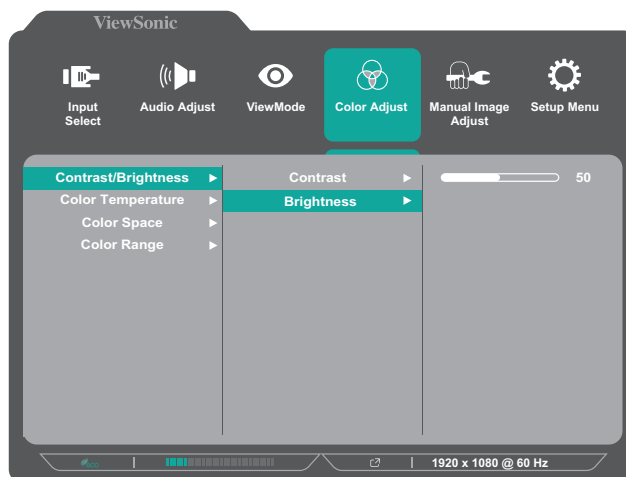 ViewSonic
Input Select
Audio Adjust
ViewMode
Color Adjust
Manual Image Adjust
Setup Menu
Contrast/Brightness
Contrast
50
Color Temperature
Brightness
Color Space
Color Range
eco
1920 x 1080 @ 60 Hz